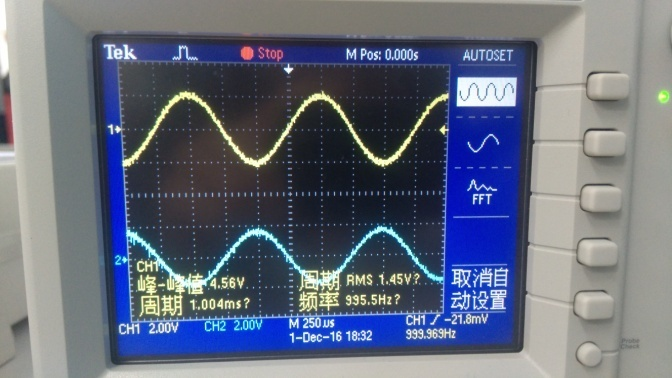 Tek Stop M Pos: 0.000s AUTOSET
1
FFT
2
CH1
峰-峰值 4.56V 周期 RMS 1.45V?
周期 1.004ms? 频率 995.5Hz?
取消自
动设置
CH1 2.00V CH2 2.00V M 250µs CH1 -21.8mV
1-Dec-16 18:32 999.969Hz